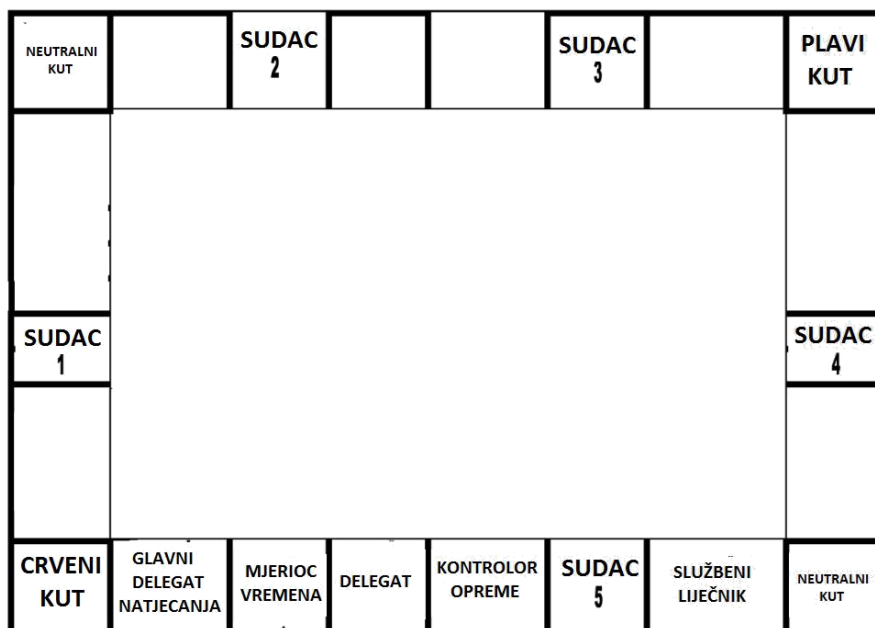 NEUTRALNI
KUT
SUDAC
2
SUDAC
3
PLAVI
KUT
SUDAC
1
SUDAC
4
CRVENI
KUT
GLAVNI
DELEGAT
NATJECANJA
MJERIOC
VREMENA
DELEGAT
KONTROLOR
OPREME
SUDAC
5
SLUŽBENI
LIJEČNIK
NEUTRALNI
KUT